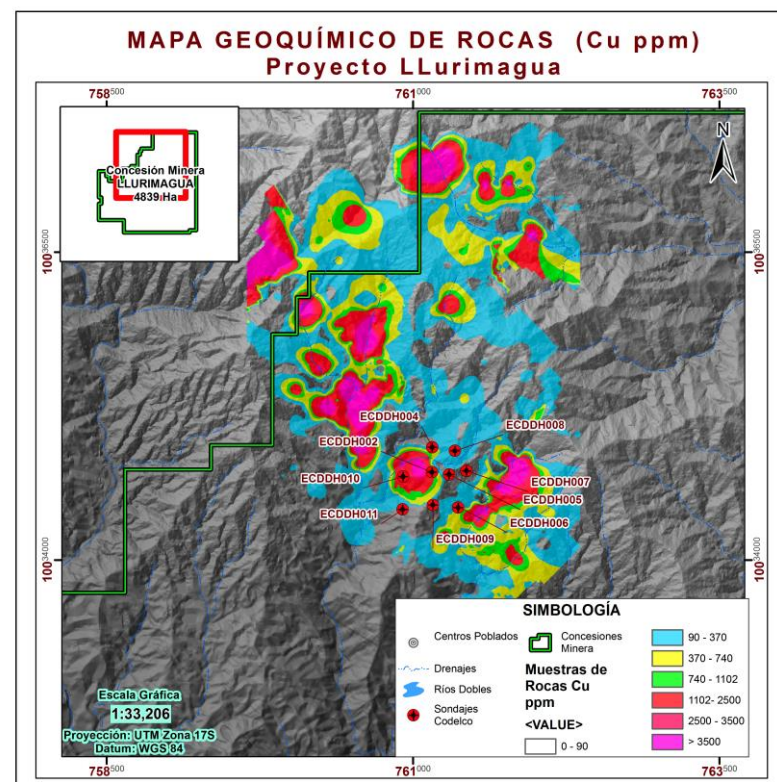 MAPA GEOQUÍMICO DE ROCAS (Cu ppm)
Proyecto LLurimagua
758500
761000
763500
Concesión Minera
LLURIMAGUA
4839 Ha
N
10036500
10036500
ECDDH004
ECDDH008
ECDDH002
ECDDH010
ECDDH007
ECDDH005
ECDDH011
ECDDH006
ECDDH009
10034000
10034000
SIMBOLOGÍA
Centros Poblados
Drenajes
Ríos Dobles
Sondajes
Codelco
Concesiones
Minera
Muestras de
Rocas Cu
ppm
<VALUE>
0 - 90
90 - 370
370 - 740
740 - 1102
1102- 2500
2500 - 3500
> 3500
Escala Gráfica
1:33,206
Proyección: UTM Zona 17S
Datum: WGS 84
758500
761000
763500